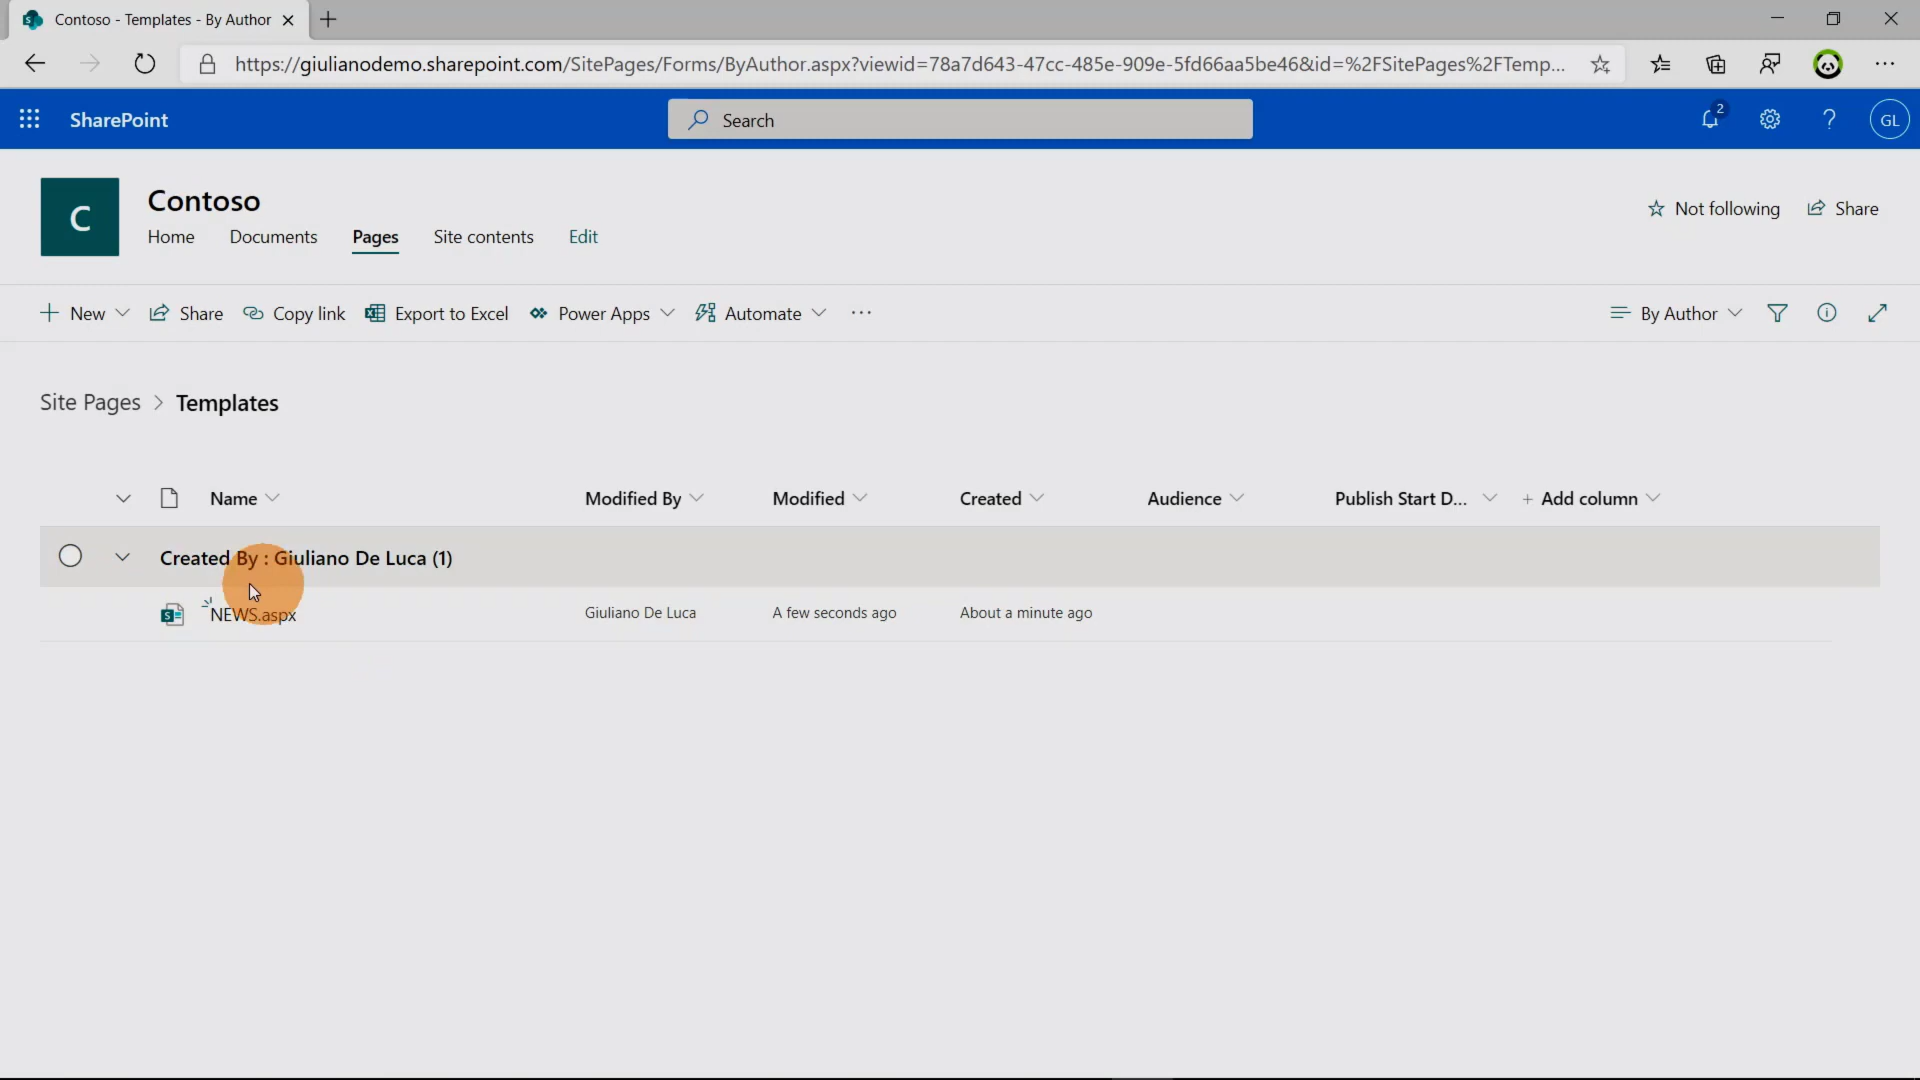 Contoso - Templates - By Author
https://giulianodemo.sharepoint.com/SitePages/Forms/ByAuthor.aspx?viewid=78a7d643-47cc-485e-909e-5fd66aa5be46&id=%2FSitePages%2FTemp...
SharePoint
Search
2
?
GL
C
Contoso
Home Documents Pages Site contents Edit
Not following Share
New Share Copy link Export to Excel Power Apps Automate ...
By Author
Site Pages > Templates
Name Modified By Modified Created Audience Publish Start D... + Add column
Created By : Giuliano De Luca (1)
S NEWS.aspx Giuliano De Luca A few seconds ago About a minute ago